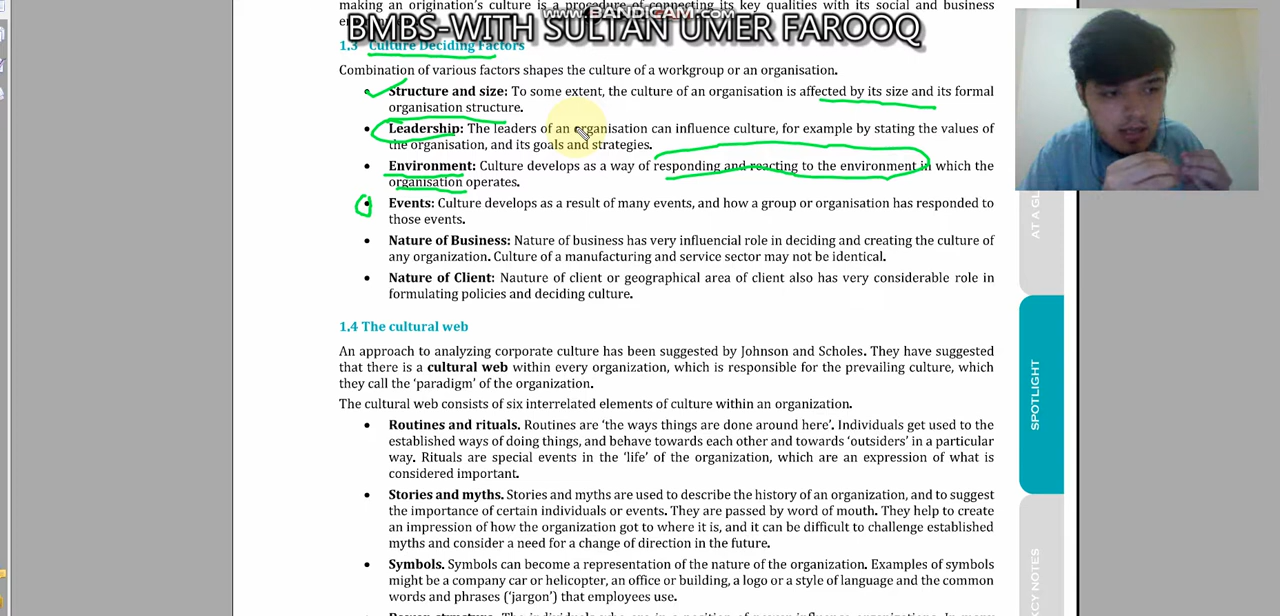 making an origination's culture is a procedure of connecting its key qualities with its social and business
www.BANDICAM.com
BMBS-WITH SULTAN UMER FAROOQ
1.3 Culture Deciding Factors
Combination of various factors shapes the culture of a workgroup or an organisation.
• Structure and size: To some extent, the culture of an organisation is affected by its size and its formal
organisation structure.
• Leadership: The leaders of an organisation can influence culture, for example by stating the values of
the organisation, and its goals and strategies.
• Environment: Culture develops as a way of responding and reacting to the environment in which the
organisation operates.
• Events: Culture develops as a result of many events, and how a group or organisation has responded to
those events.
• Nature of Business: Nature of business has very influencial role in deciding and creating the culture of
any organization. Culture of a manufacturing and service sector may not be identical.
• Nature of Client: Nauture of client or geographical area of client also has very considerable role in
formulating policies and deciding culture.
1.4 The cultural web
An approach to analyzing corporate culture has been suggested by Johnson and Scholes. They have suggested
that there is a cultural web within every organization, which is responsible for the prevailing culture, which
they call the 'paradigm' of the organization.
The cultural web consists of six interrelated elements of culture within an organization.
• Routines and rituals. Routines are 'the ways things are done around here'. Individuals get used to the
established ways of doing things, and behave towards each other and towards 'outsiders' in a particular
way. Rituals are special events in the 'life' of the organization, which are an expression of what is
considered important.
• Stories and myths. Stories and myths are used to describe the history of an organization, and to suggest
the importance of certain individuals or events. They are passed by word of mouth. They help to create
an impression of how the organization got to where it is, and it can be difficult to challenge established
myths and consider a need for a change of direction in the future.
• Symbols. Symbols can become a representation of the nature of the organization. Examples of symbols
might be a company car or helicopter, an office or building, a logo or a style of language and the common
words and phrases ('jargon') that employees use.
AT A GL
SPOTLIGHT
KCY NOTES